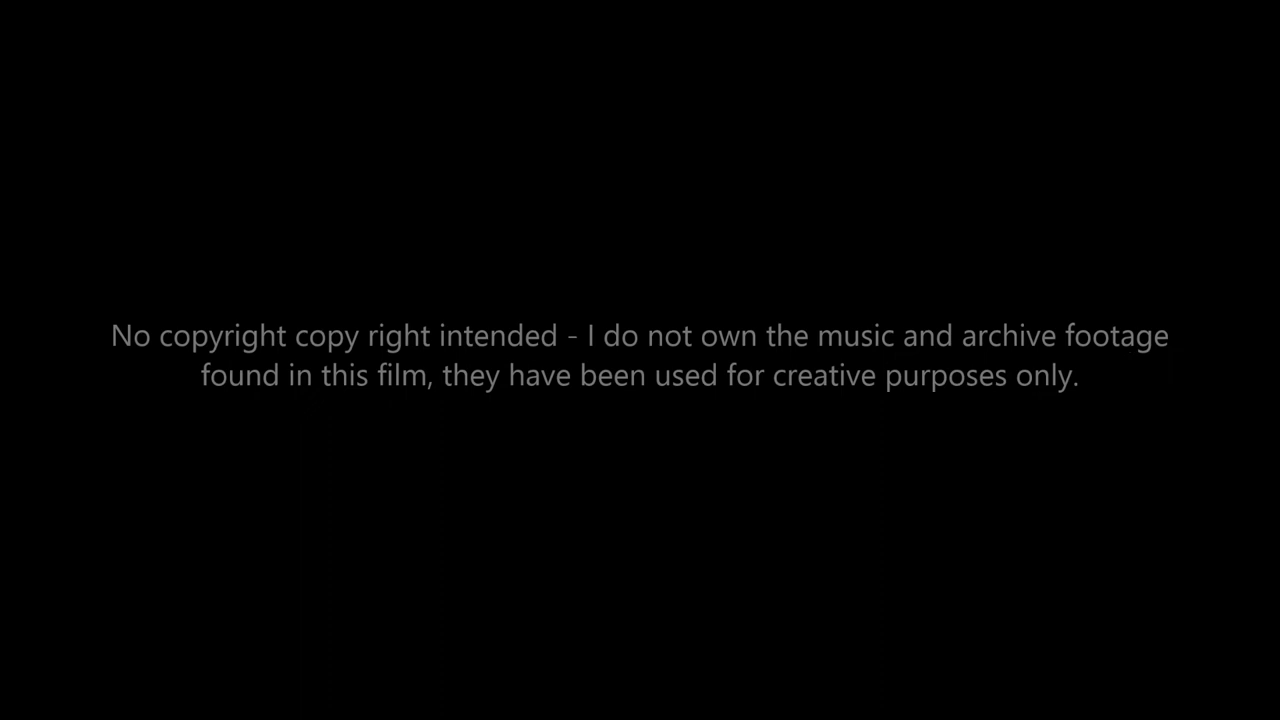 No copyright copy right intended - I do not own the music and archive footage
found in this film, they have been used for creative purposes only.